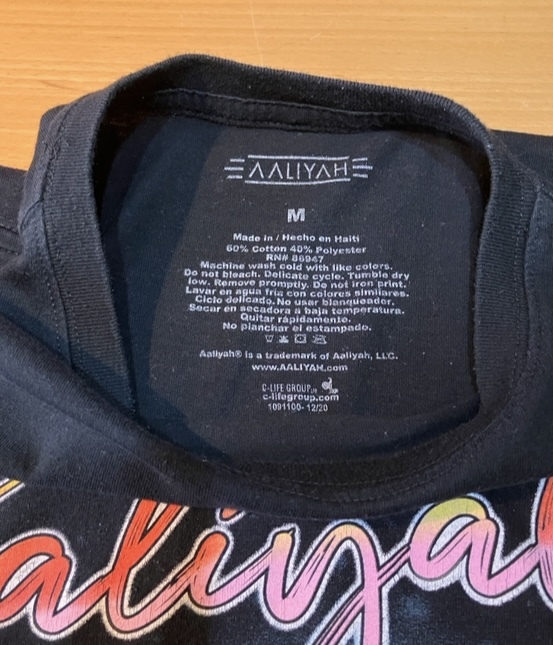 AALIYAH
M
Made in / Hecho en Haiti
60% Cotton 40% Polyester
RN# 86947
Machine wash cold with like colors.
Do not bleach. Delicate cycle. Tumble dry
low. Remove promptly. Do not iron print.
Lavar en agua fria con colores similares.
Ciclo delicado. No usar blanqueador.
Secar en secadora a baja temperatura.
Quitar rápidamente.
No planchar el estampado.
Aaliyah® is a trademark of Aaliyah, LLC.
www.AALIYAH.com
C-LIFE GROUP
c-lifegroup.com
1091100- 12/20
Aaliyah